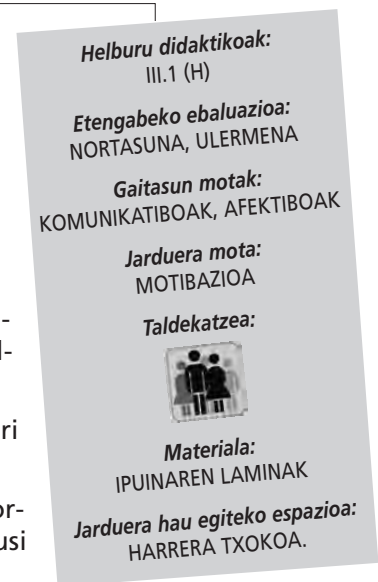 Helburu didaktikoak:
III.1 (H)
Etengabeko ebaluazioa:
NORTASUNA, ULERMENA
Gaitasun motak:
KOMUNIKATIBOAK, AFEKTIBOAK
Jarduera mota:
MOTIBAZIOA
Taldekatzea:
Materiala:
IPUINAREN LAMINAK
Jarduera hau egiteko espazioa:
HARRERA TXOKOA.